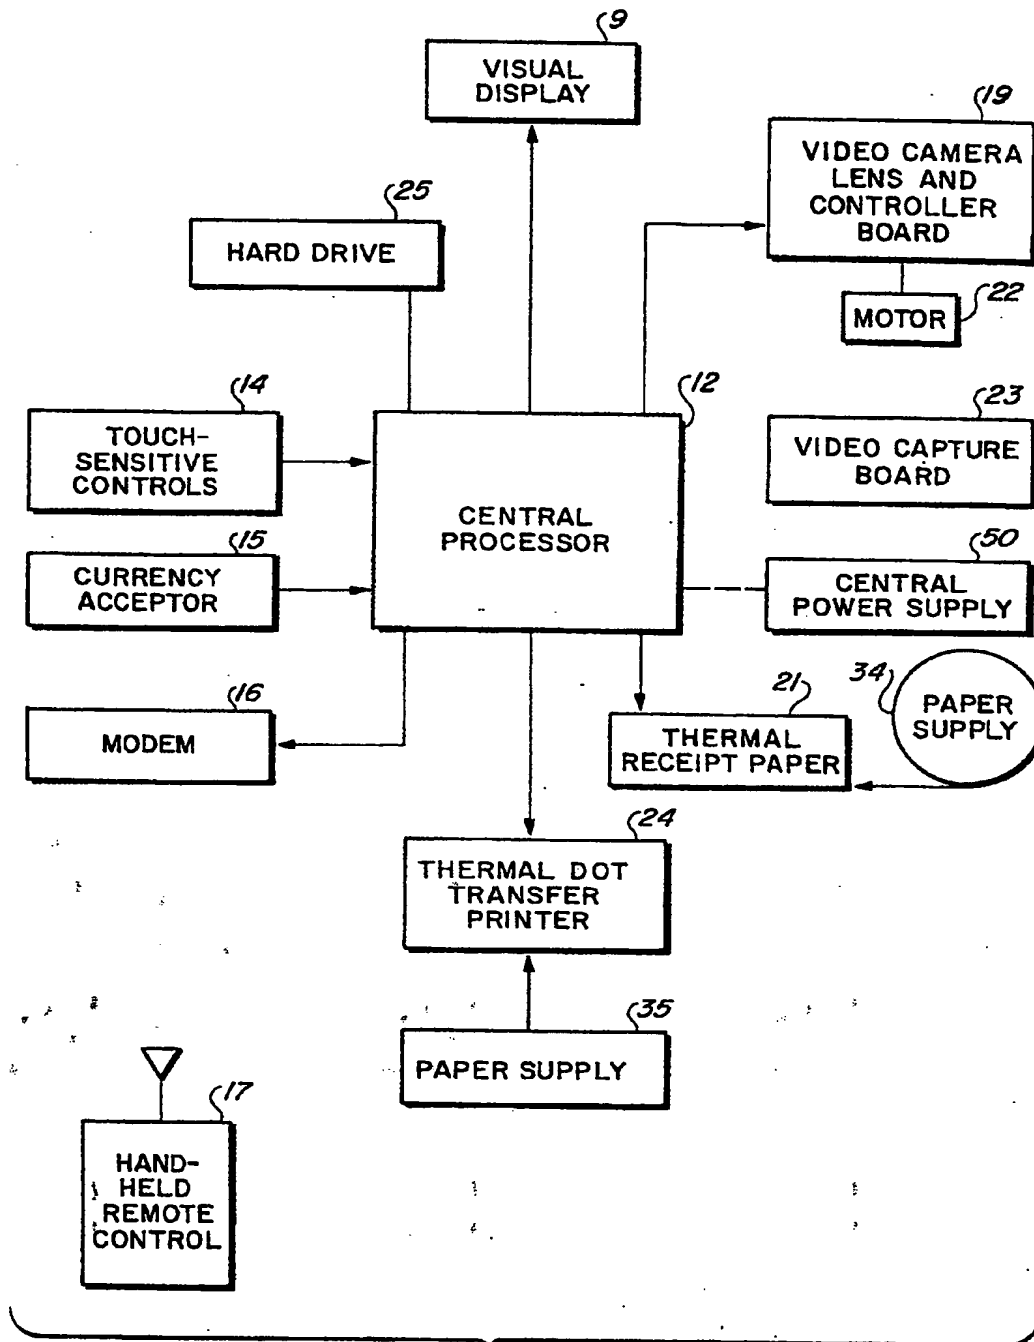 9
VISUAL
DISPLAY
19
VIDEO CAMERA
LENS AND
CONTROLLER
BOARD
25
HARD DRIVE
22
MOTOR
14
TOUCH-
SENSITIVE
CONTROLS
12
CENTRAL
PROCESSOR
23
VIDEO CAPTURE
BOARD
15
CURRENCY
ACCEPTOR
50
CENTRAL
POWER SUPPLY
16
MODEM
21
THERMAL
RECEIPT PAPER
34
PAPER
SUPPLY
24
THERMAL DOT
TRANSFER
PRINTER
35
PAPER SUPPLY
17
HAND-
HELD
REMOTE
CONTROL